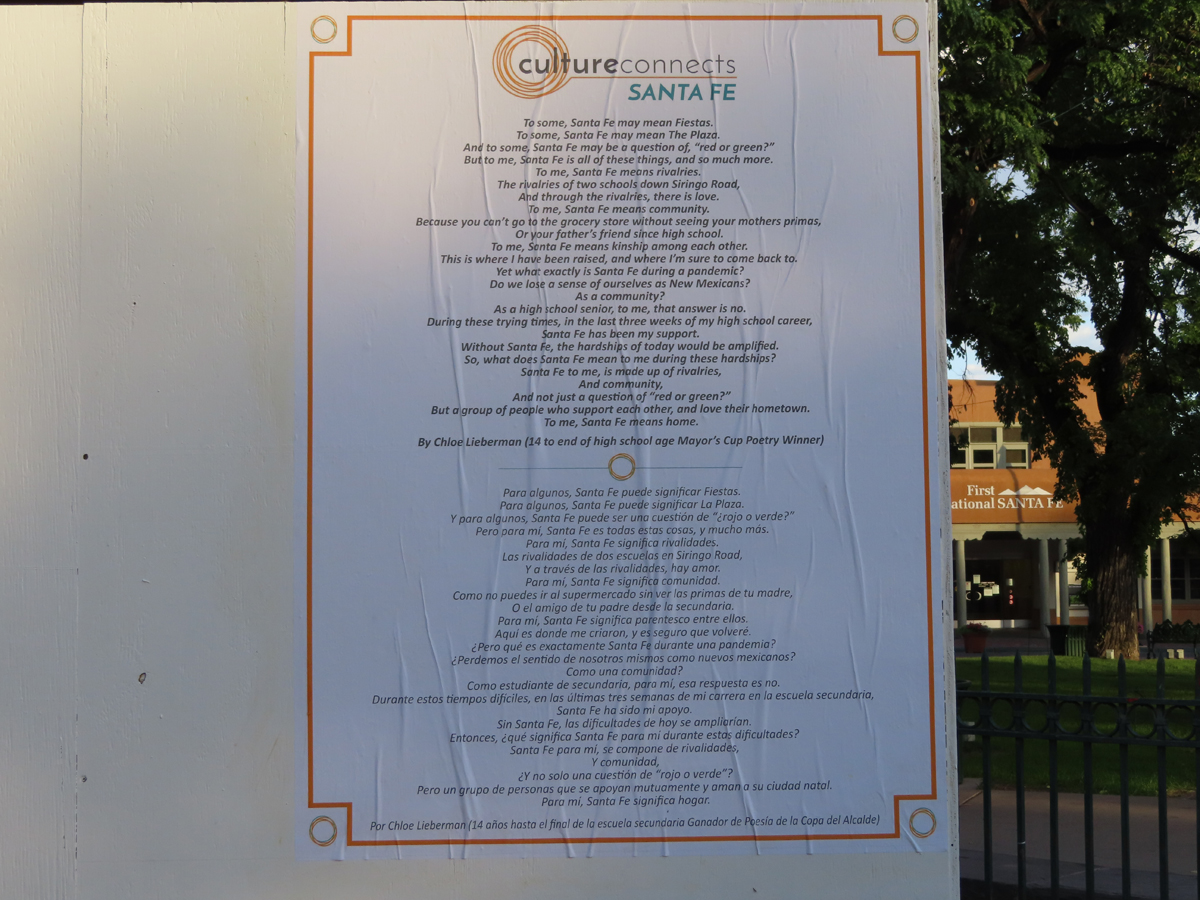 cultureconnects
SANTA FE
To some, Santa Fe may mean Fiestas.
To some, Santa Fe may mean The Plaza.
And to some, Santa Fe may be a question of, “red or green?”
But to me, Santa Fe is all of these things, and so much more.
To me, Santa Fe means rivalries.
The rivalries of two schools down Siringo Road,
And through the rivalries, there is love.
To me, Santa Fe means community.
Because you can’t go to the grocery store without seeing your mothers primas,
Or your father’s friend since high school.
To me, Santa Fe means kinship among each other.
This is where I have been raised, and where I’m sure to come back to.
Yet what exactly is Santa Fe during a pandemic?
Do we lose a sense of ourselves as New Mexicans?
As a community?
As a high school senior, to me, that answer is no.
During these trying times, in the last three weeks of my high school career,
Santa Fe has been my support.
Without Santa Fe, the hardships of today would be amplified.
So, what does Santa Fe mean to me during these hardships?
Santa Fe to me, is made up of rivalries,
And community,
And not just a question of “red or green?”
But a group of people who support each other, and love their hometown.
To me, Santa Fe means home.
By Chloe Lieberman (14 to end of high school age Mayor’s Cup Poetry Winner)
Para algunos, Santa Fe puede significar Fiestas.
Para algunos, Santa Fe puede significar La Plaza.
Y para algunos, Santa Fe puede ser una cuestión de “¿rojo o verde?”
Pero para mí, Santa Fe es todas estas cosas, y mucho más.
Para mí, Santa Fe significa rivalidades.
Las rivalidades de dos escuelas en Siringo Road,
Y a través de las rivalidades, hay amor.
Para mí, Santa Fe significa comunidad.
Como no puedes ir al supermercado sin ver las primas de tu madre,
O el amigo de tu padre desde la secundaria.
Para mí, Santa Fe significa parentesco entre ellos.
Aquí es donde me criaron, y es seguro que volveré.
¿Pero qué es exactamente Santa Fe durante una pandemia?
¿Perdemos el sentido de nosotros mismos como nuevos mexicanos?
Como una comunidad?
Como estudiante de secundaria, para mí, esa respuesta es no.
Durante estos tiempos difíciles, en las últimas tres semanas de mi carrera en la escuela secundaria,
Santa Fe ha sido mi apoyo.
Sin Santa Fe, las dificultades de hoy se ampliarían.
Entonces, ¿qué significa Santa Fe para mí durante estas dificultades?
Santa Fe para mí, se compone de rivalidades,
Y comunidad,
¿Y no solo una cuestión de “rojo o verde”?
Pero un grupo de personas que se apoyan mutuamente y aman a su ciudad natal.
Para mí, Santa Fe significa hogar.
Por Chloe Lieberman (14 años hasta el final de la escuela secundaria Ganador de Poesía de la Copa del Alcalde)
First
ational SANTA FE